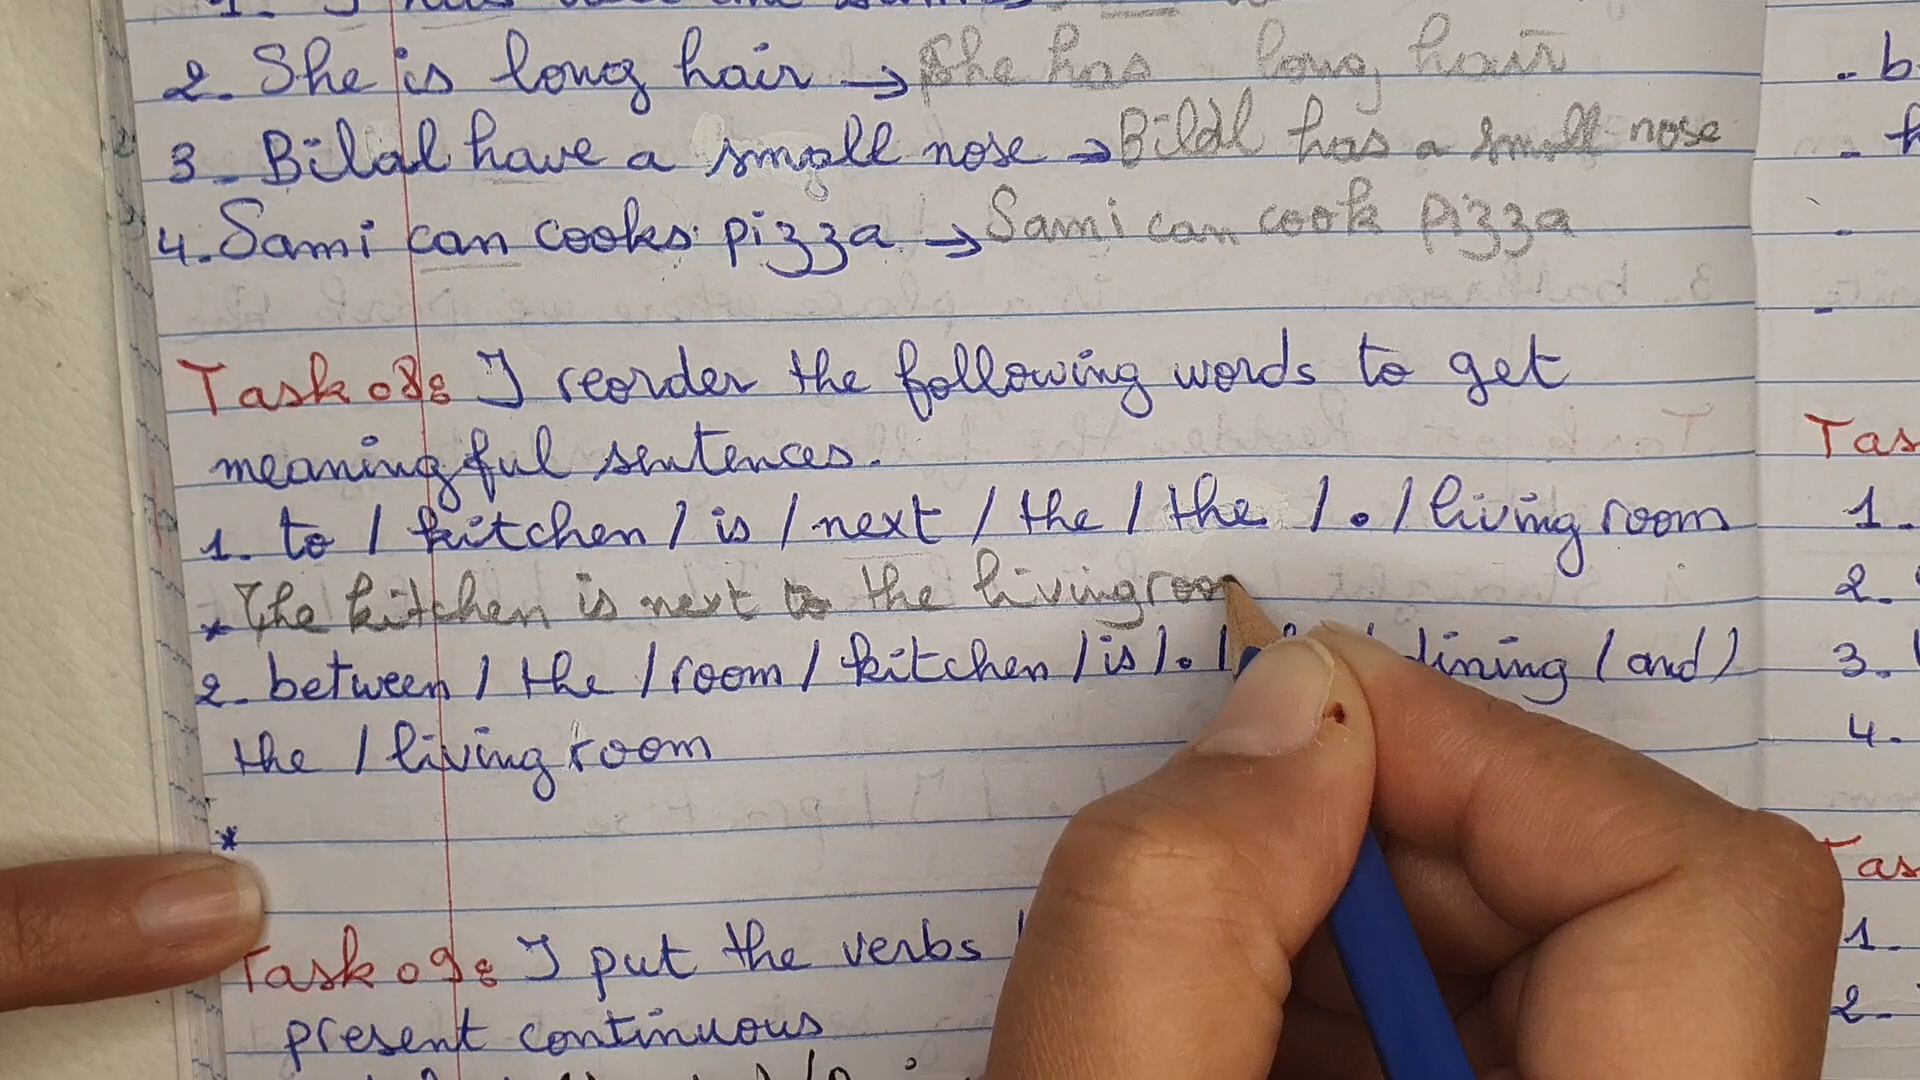 2. She is long hair → She has long hair
3. Bilal have a small nose → Bilal has a small nose
4. Sami can cooks pizza → Sami can cook pizza
Task 08: I reorder the following words to get
meaningful sentences.
1. to / kitchen / is / next / the / the / . / living room
* The kitchen is next to the living roo
2. between / the / room / kitchen / is / . / dining / and /
the / living room
*
Task 09: I put the verbs
present continuous
Tas
1.
2.
3.
4.
Tas
1.
2.